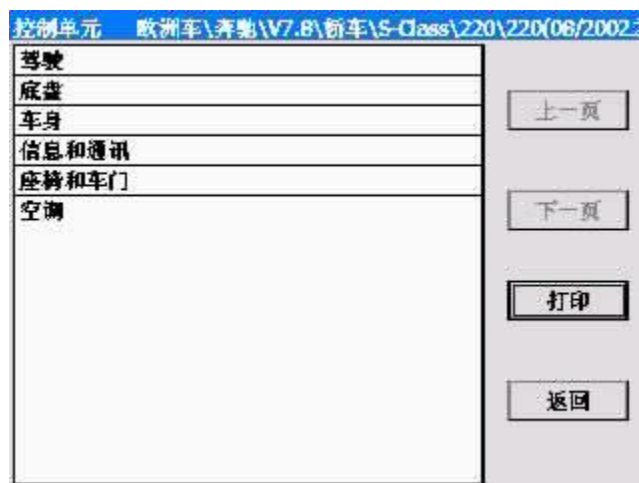 控制单元 欧洲车\奔驰\V7.8\轿车\S-Class\220\220(08/2002
驾驶
底盘
车身
信息和通讯
座椅和车门
空调
上一页
下一页
打印
返回